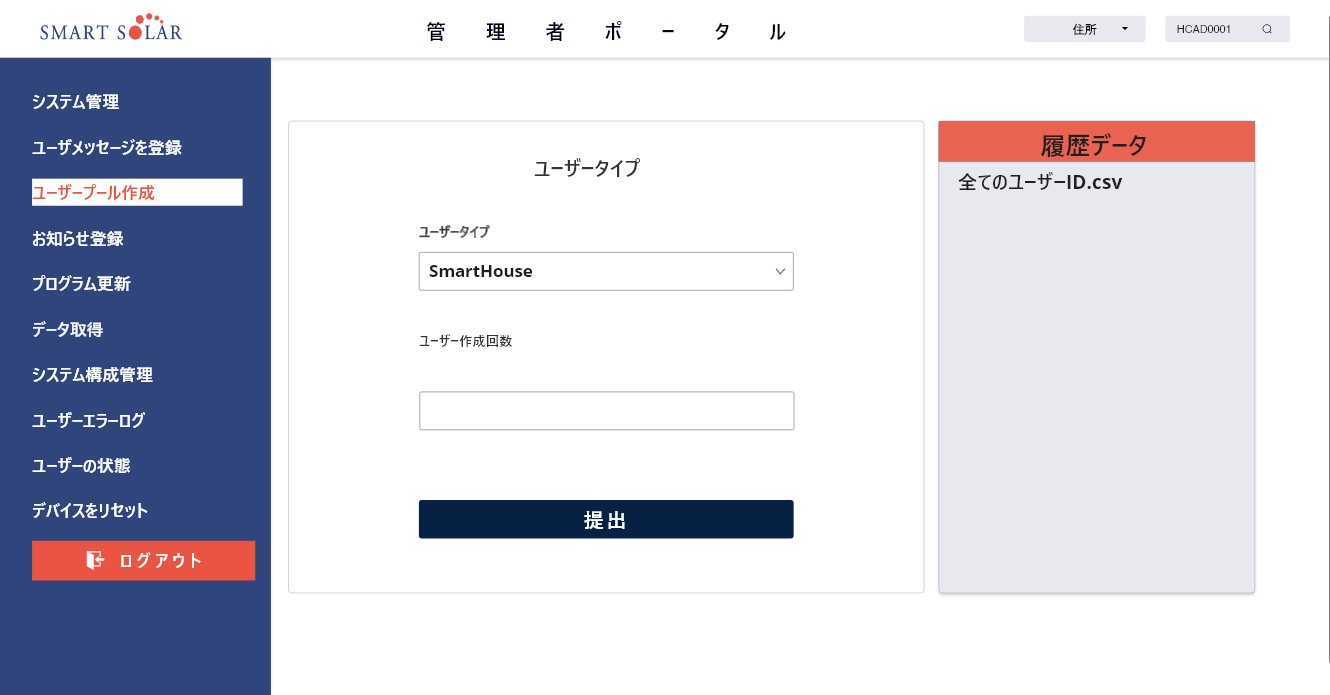 SMART SOLAR
管理者ポータル
住所
HCAD0001
システム管理
ユーザメッセージを登録
ユーザープール作成
お知らせ登録
プログラム更新
データ取得
システム構成管理
ユーザーエラーログ
ユーザーの状態
デバイスをリセット
ログアウト
ユーザータイプ
ユーザータイプ
SmartHouse
ユーザー作成回数
提出
履歴データ
全てのユーザーID.csv